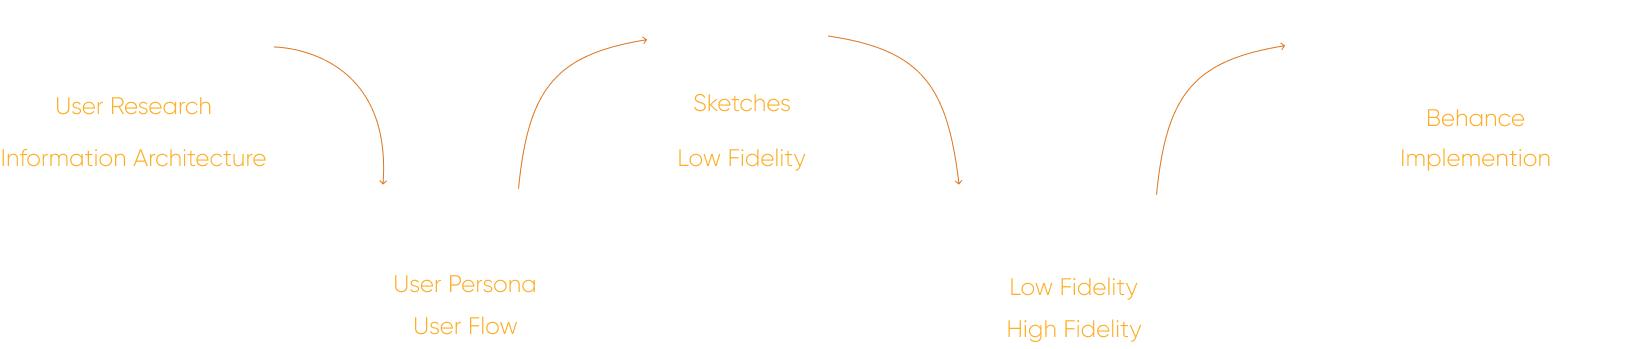 User Research
Information Architecture
User Persona
User Flow
Sketches
Low Fidelity
Low Fidelity
High Fidelity
Behance
Implemention